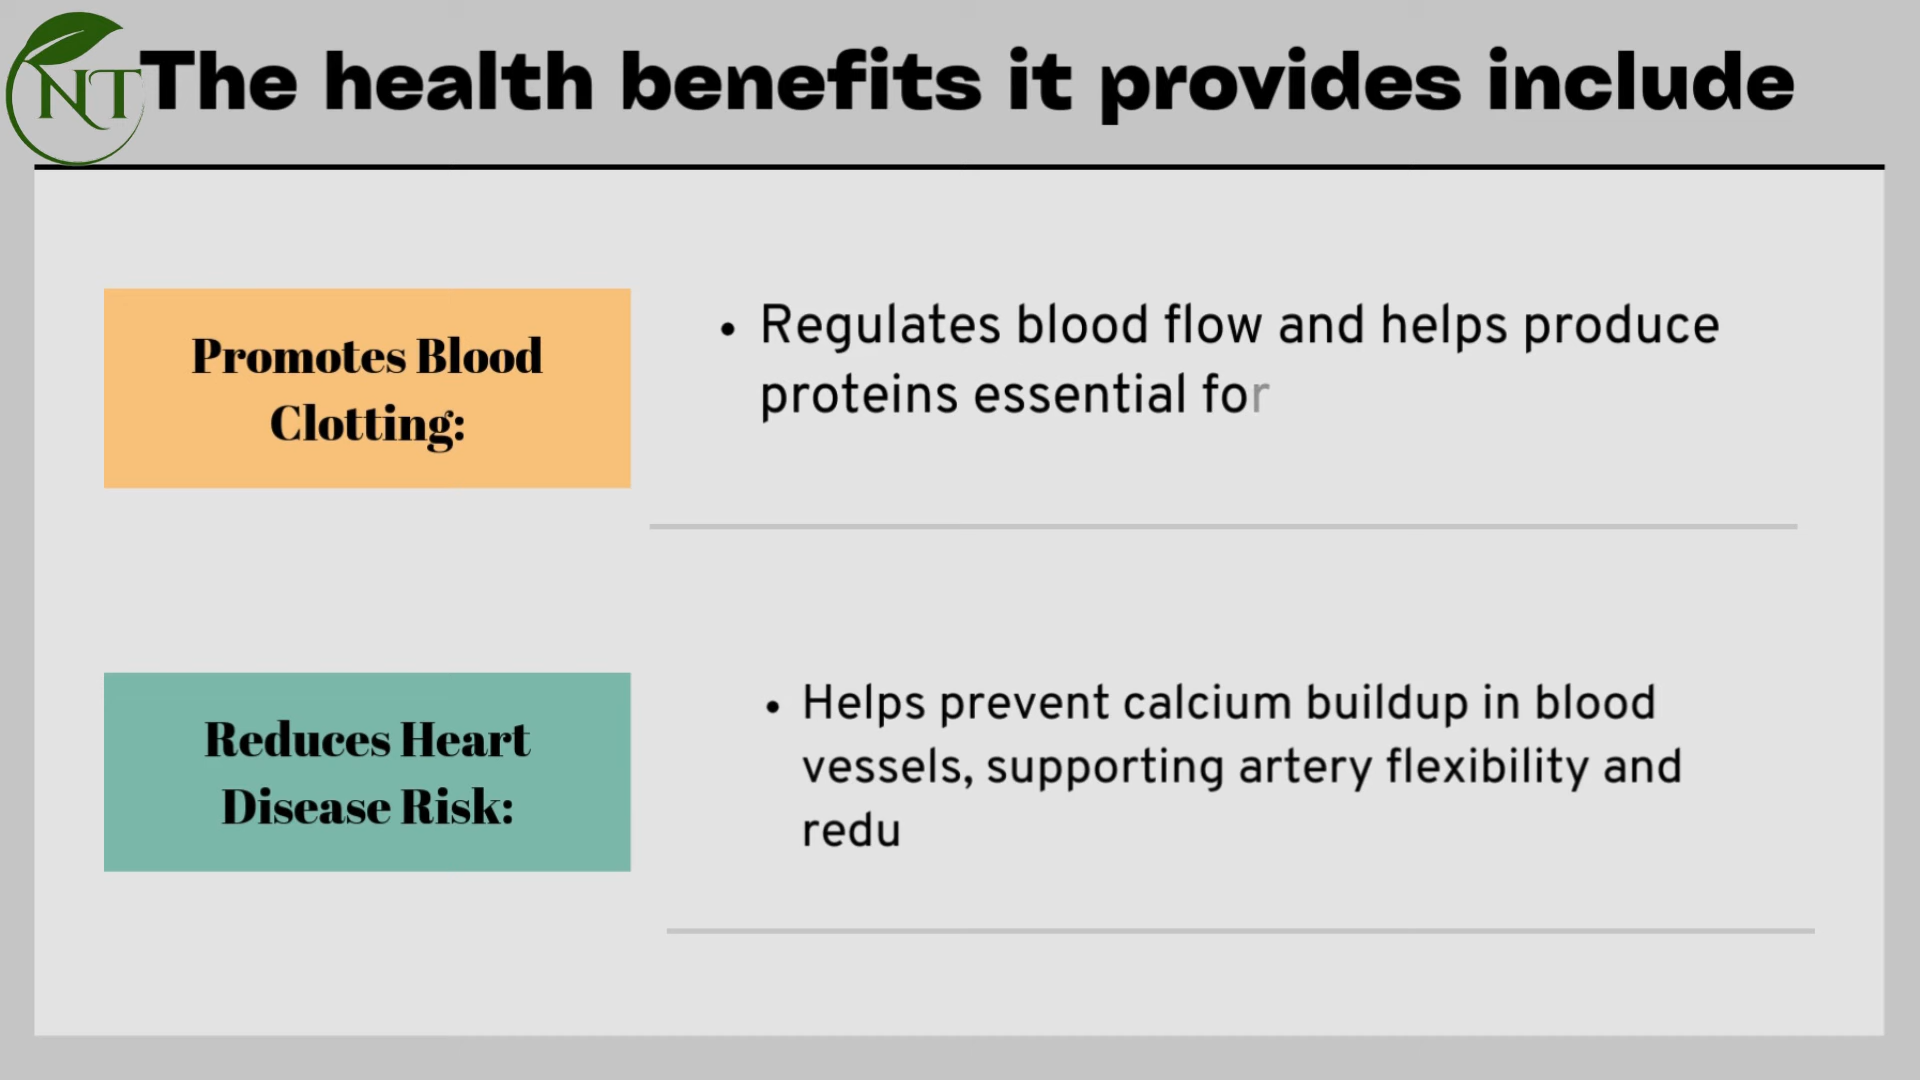 NT
The health benefits it provides include
Promotes Blood
Clotting:
• Regulates blood flow and helps produce
proteins essential for
Reduces Heart
Disease Risk:
• Helps prevent calcium buildup in blood
vessels, supporting artery flexibility and
redu